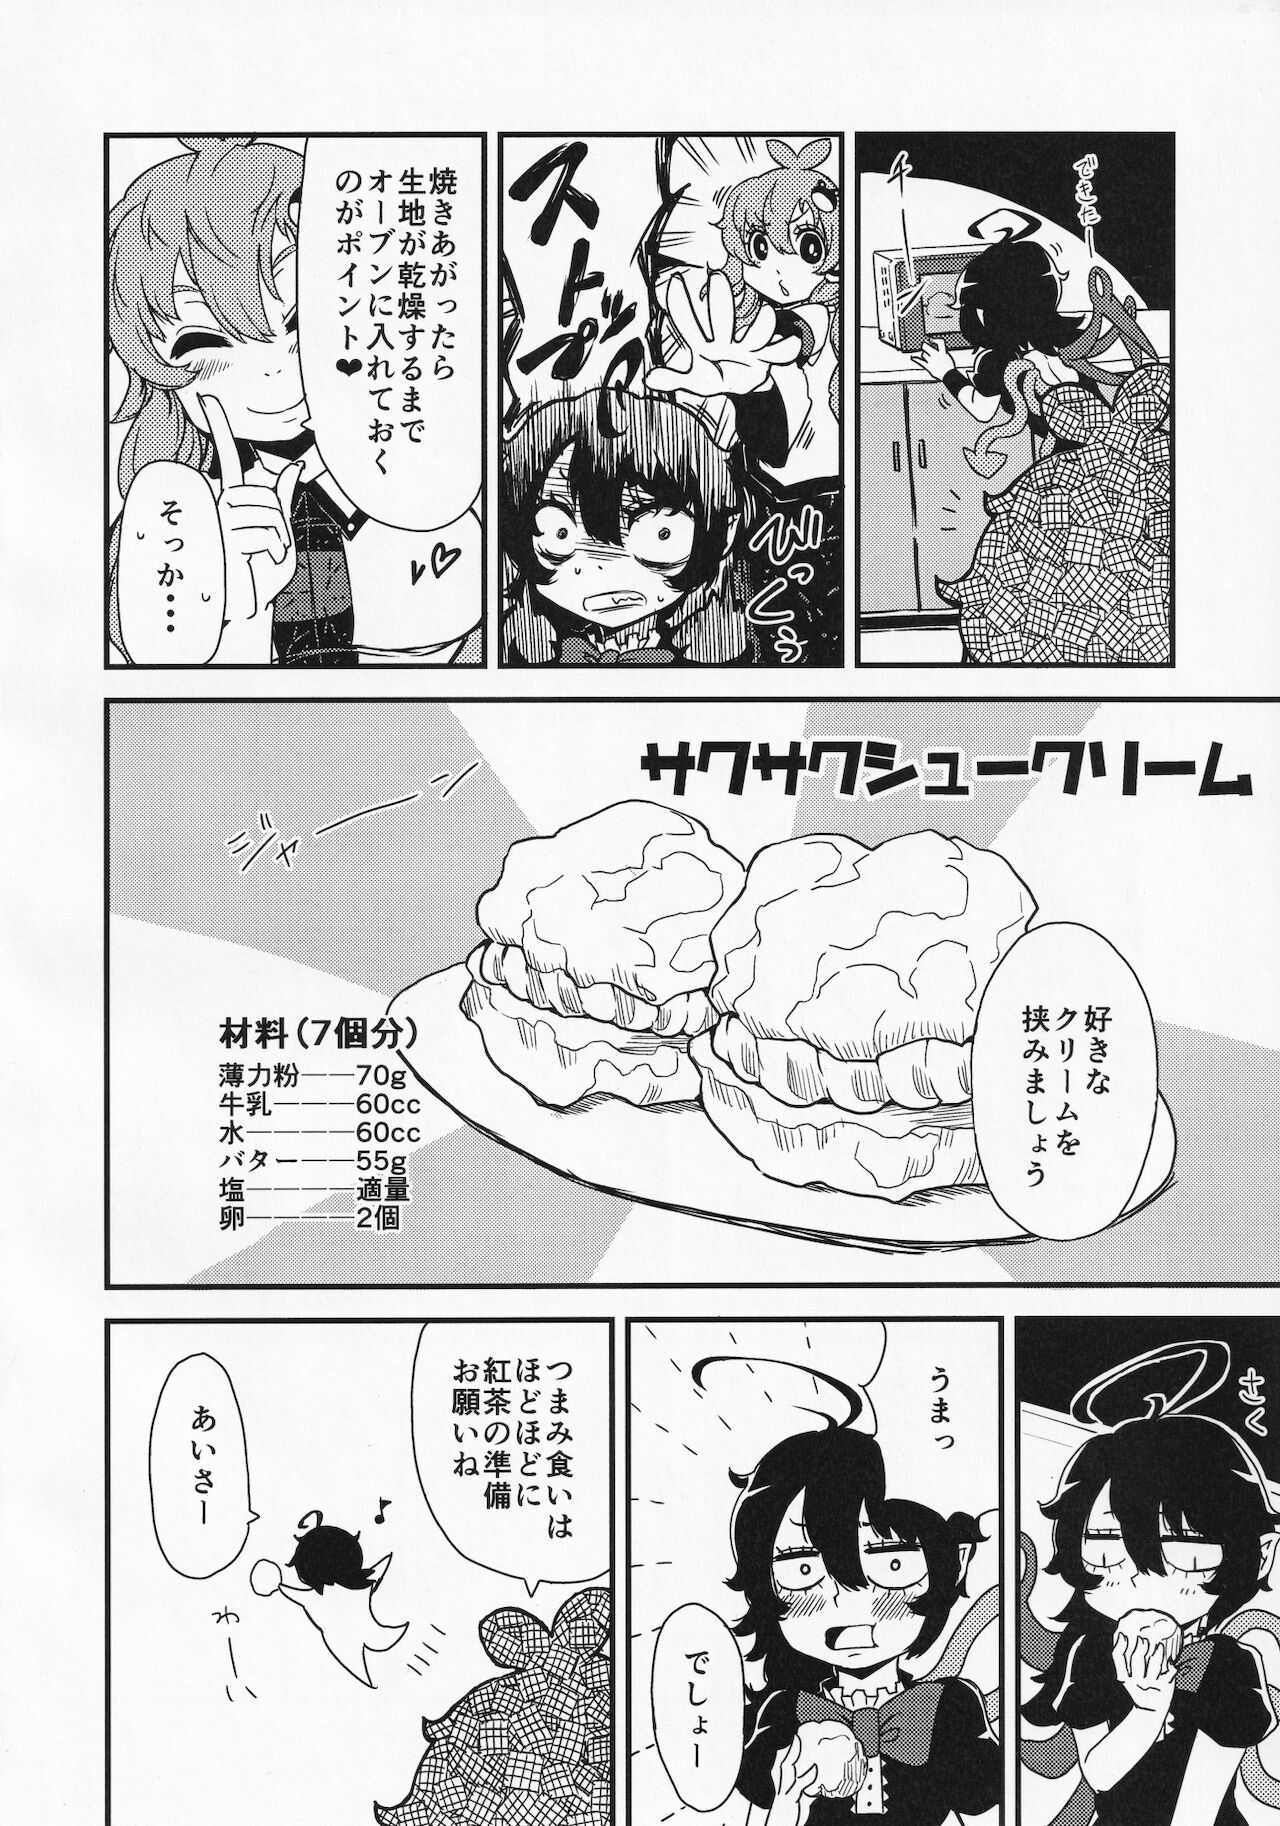 できたー
チーン
ストップ
びっくぅ
焼きあがったら
生地が乾燥するまで
オーブンに入れておく
のがポイント♥
そっか・・・
サクサクシュークリーム
ジャーーン
好きな
クリームを
挟みましょう
材料(7個分)
薄力粉――70g
牛乳―――60cc
水――――60cc
バター――55g
塩――――適量
卵――――2個
さく
うまっ
でしょー
つまみ食いは
ほどほどに
紅茶の準備
お願いね
あいさー
わーい